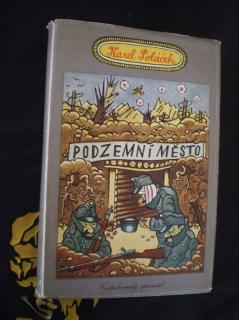 Karel Poláček
PODZEMNÍ MĚSTO
Československý spisovatel